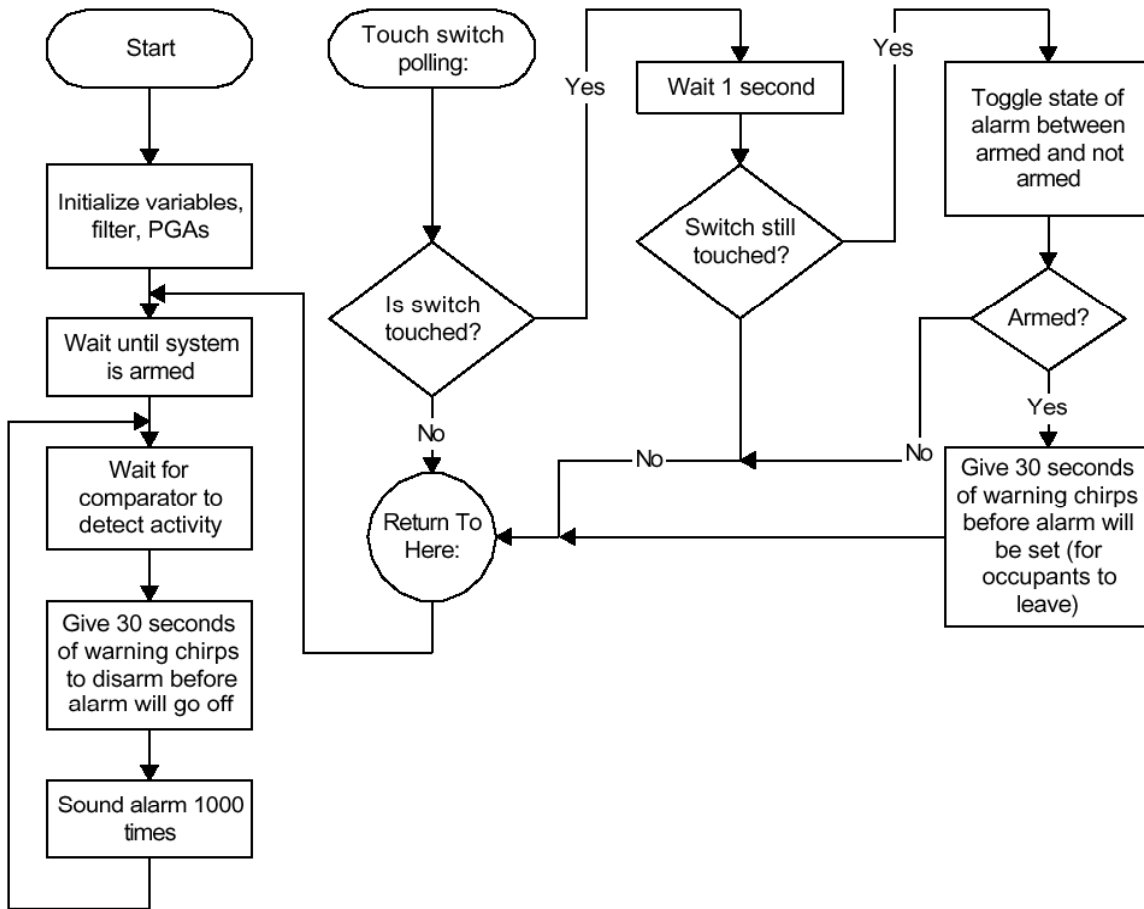 Start
Initialize variables,
filter, PGAs
Wait until system
is armed
Wait for
comparator to
detect activity
Give 30 seconds
of warning chirps
to disarm before
alarm will go off
Sound alarm 1000
times
Touch switch
polling:
Is switch
touched?
Yes
No
Return To
Here:
Wait 1 second
Switch still
touched?
Yes
No
Toggle state of
alarm between
armed and not
armed
Armed?
No
Yes
Give 30 seconds
of warning chirps
before alarm will
be set (for
occupants to
leave)